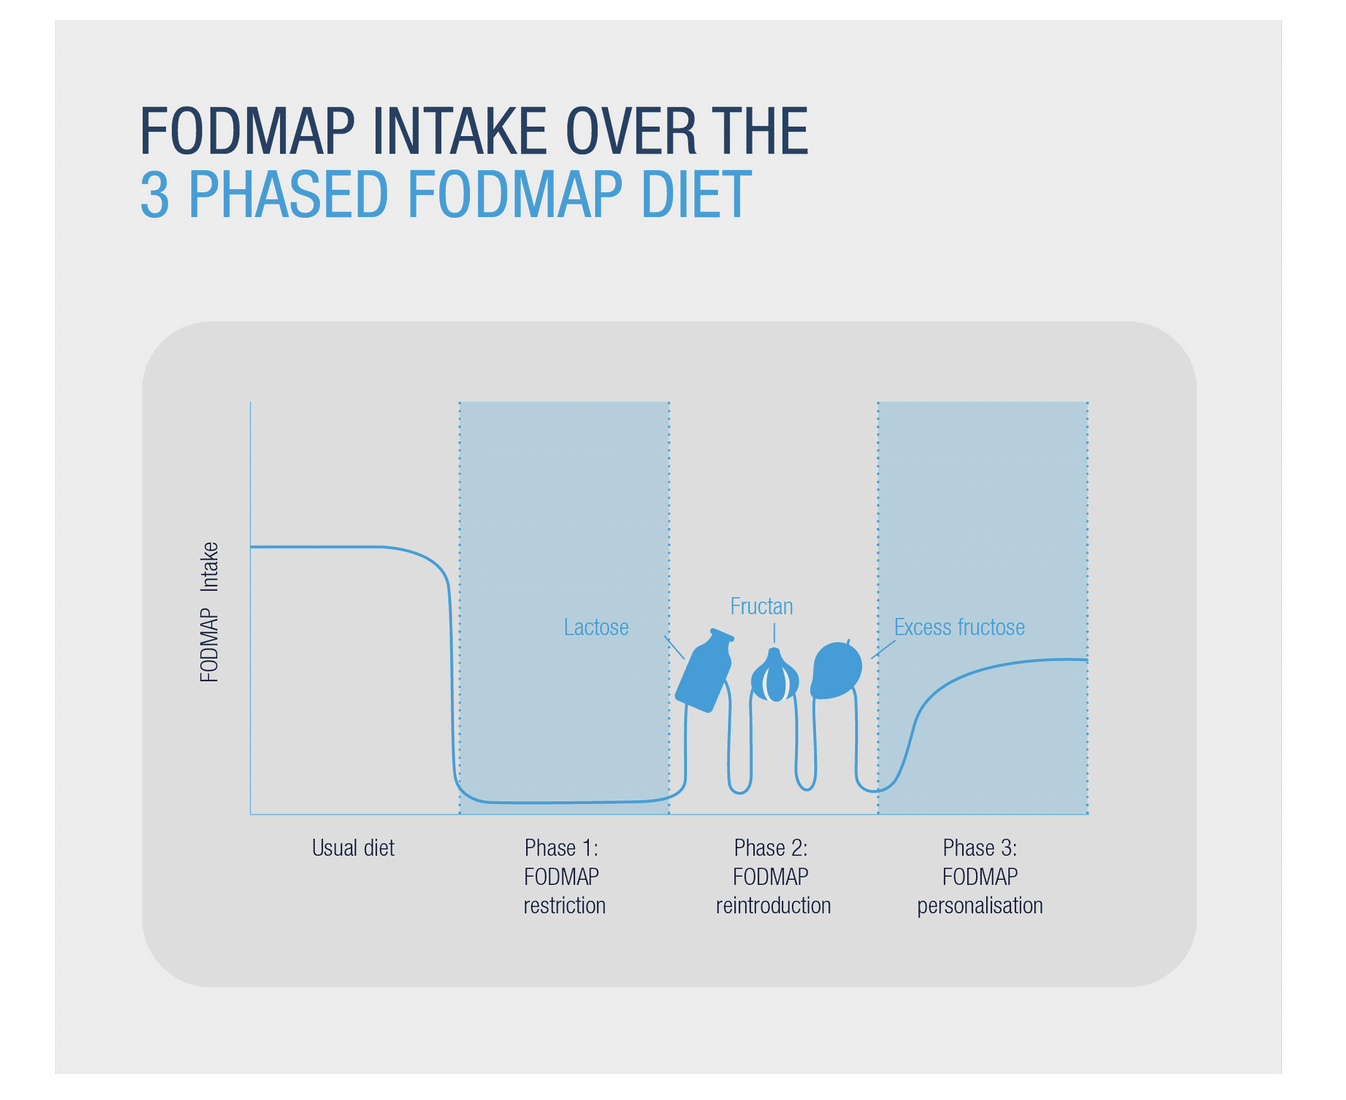 FODMAP INTAKE OVER THE
3 PHASED FODMAP DIET
FODMAP Intake
Lactose
Fructan
Excess fructose
Usual diet
Phase 1:
FODMAP
restriction
Phase 2:
FODMAP
reintroduction
Phase 3:
FODMAP
personalisation